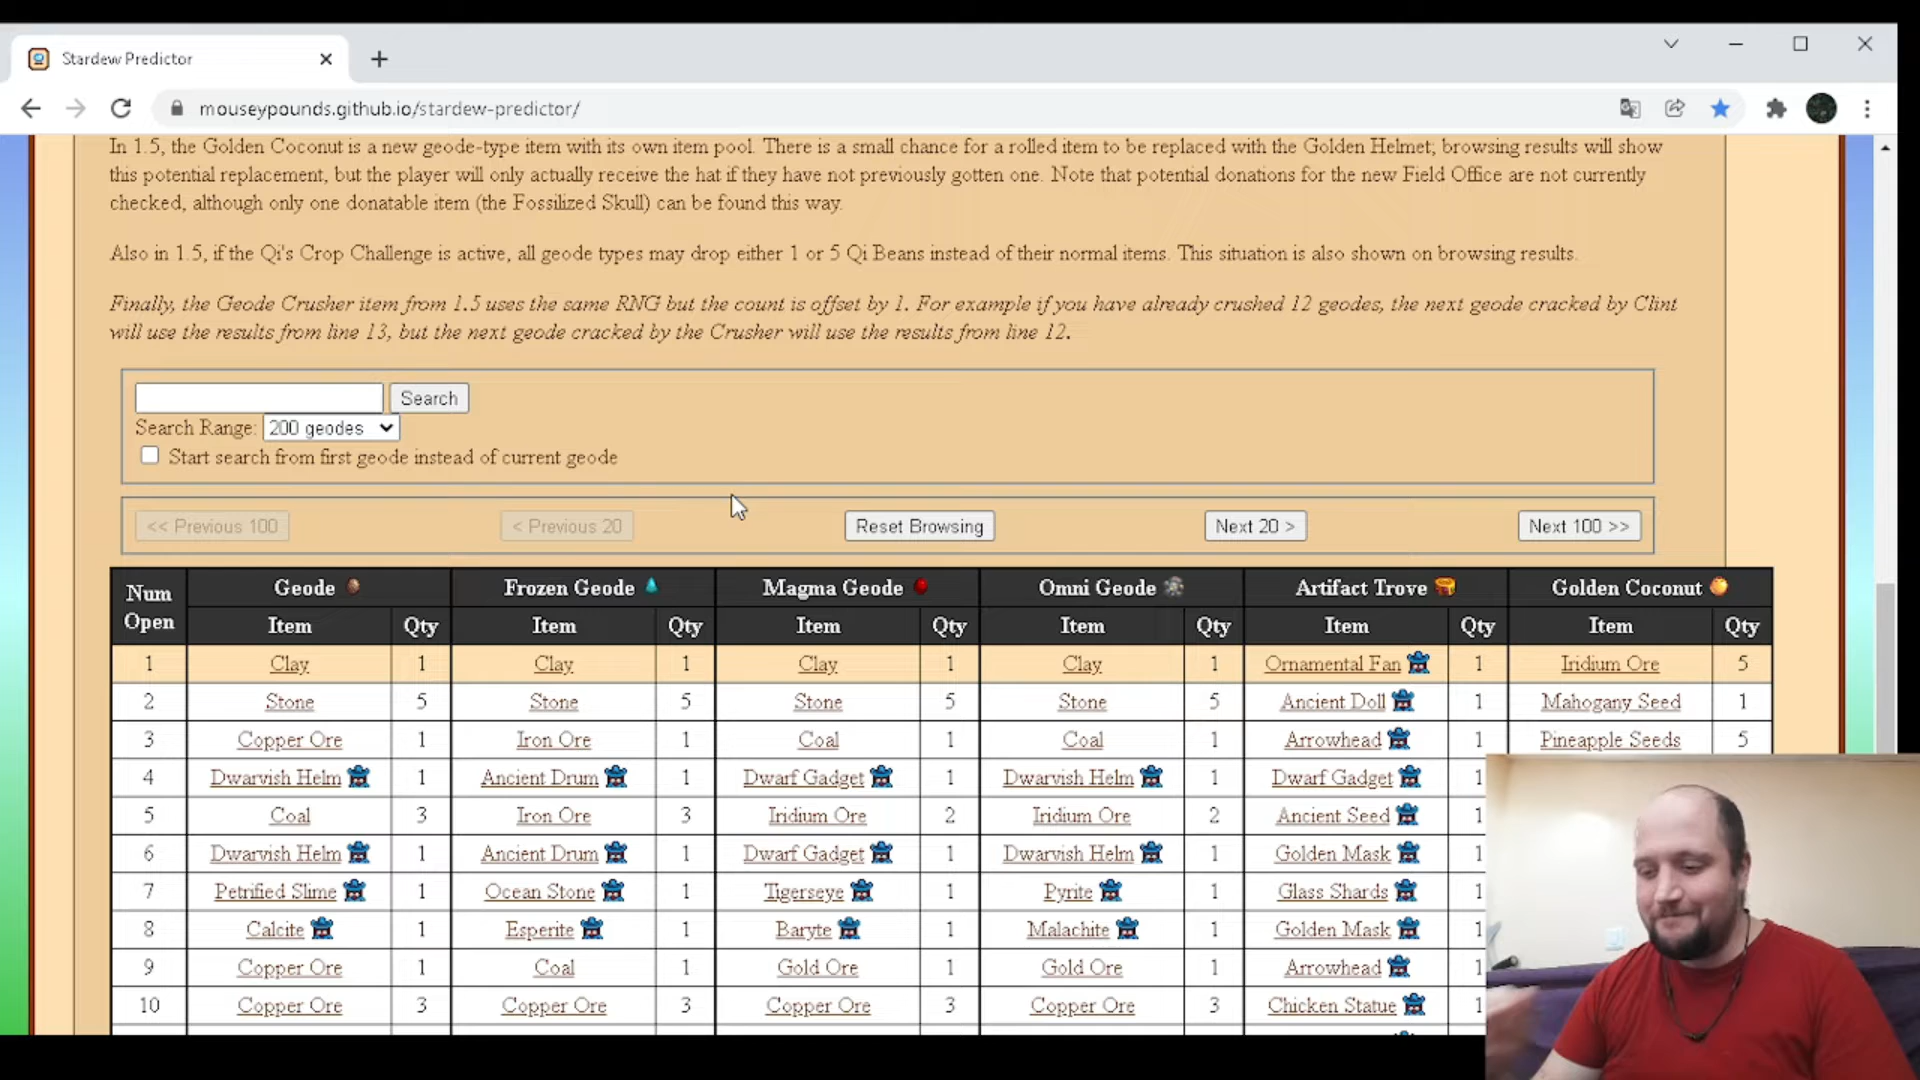 Stardew Predictor
mouseypounds.github.io/stardew-predictor/
In 1.5, the Golden Coconut is a new geode-type item with its own item pool. There is a small chance for a rolled item to be replaced with the Golden Helmet; browsing results will show
this potential replacement, but the player will only actually receive the hat if they have not previously gotten one. Note that potential donations for the new Field Office are not currently
checked, although only one donatable item (the Fossilized Skull) can be found this way.
Also in 1.5, if the Qi's Crop Challenge is active, all geode types may drop either 1 or 5 Qi Beans instead of their normal items. This situation is also shown on browsing results.
Finally, the Geode Crusher item from 1.5 uses the same RNG but the count is offset by 1. For example if you have already crushed 12 geodes, the next geode cracked by Clint
will use the results from line 13, but the next geode cracked by the Crusher will use the results from line 12.
Search
Search Range: 200 geodes
Start search from first geode instead of current geode
<< Previous 100 < Previous 20 Reset Browsing Next 20 > Next 100 >>
Num Open Geode Frozen Geode Magma Geode Omni Geode Artifact Trove Golden Coconut
Item Qty Item Qty Item Qty Item Qty Item Qty Item Qty
1 Clay 1 Clay 1 Clay 1 Clay 1 Ornamental Fan 1 Iridium Ore 5
2 Stone 5 Stone 5 Stone 5 Stone 5 Ancient Doll 1 Mahogany Seed 1
3 Copper Ore 1 Iron Ore 1 Coal 1 Coal 1 Arrowhead 1 Pineapple Seeds 5
4 Dwarvish Helm 1 Ancient Drum 1 Dwarf Gadget 1 Dwarvish Helm 1 Dwarf Gadget 1
5 Coal 3 Iron Ore 3 Iridium Ore 2 Iridium Ore 2 Ancient Seed 1
6 Dwarvish Helm 1 Ancient Drum 1 Dwarf Gadget 1 Dwarvish Helm 1 Golden Mask 1
7 Petrified Slime 1 Ocean Stone 1 Tigerseye 1 Pyrite 1 Glass Shards 1
8 Calcite 1 Esperite 1 Baryte 1 Malachite 1 Golden Mask 1
9 Copper Ore 1 Coal 1 Gold Ore 1 Gold Ore 1 Arrowhead 1
10 Copper Ore 3 Copper Ore 3 Copper Ore 3 Copper Ore 3 Chicken Statue 1